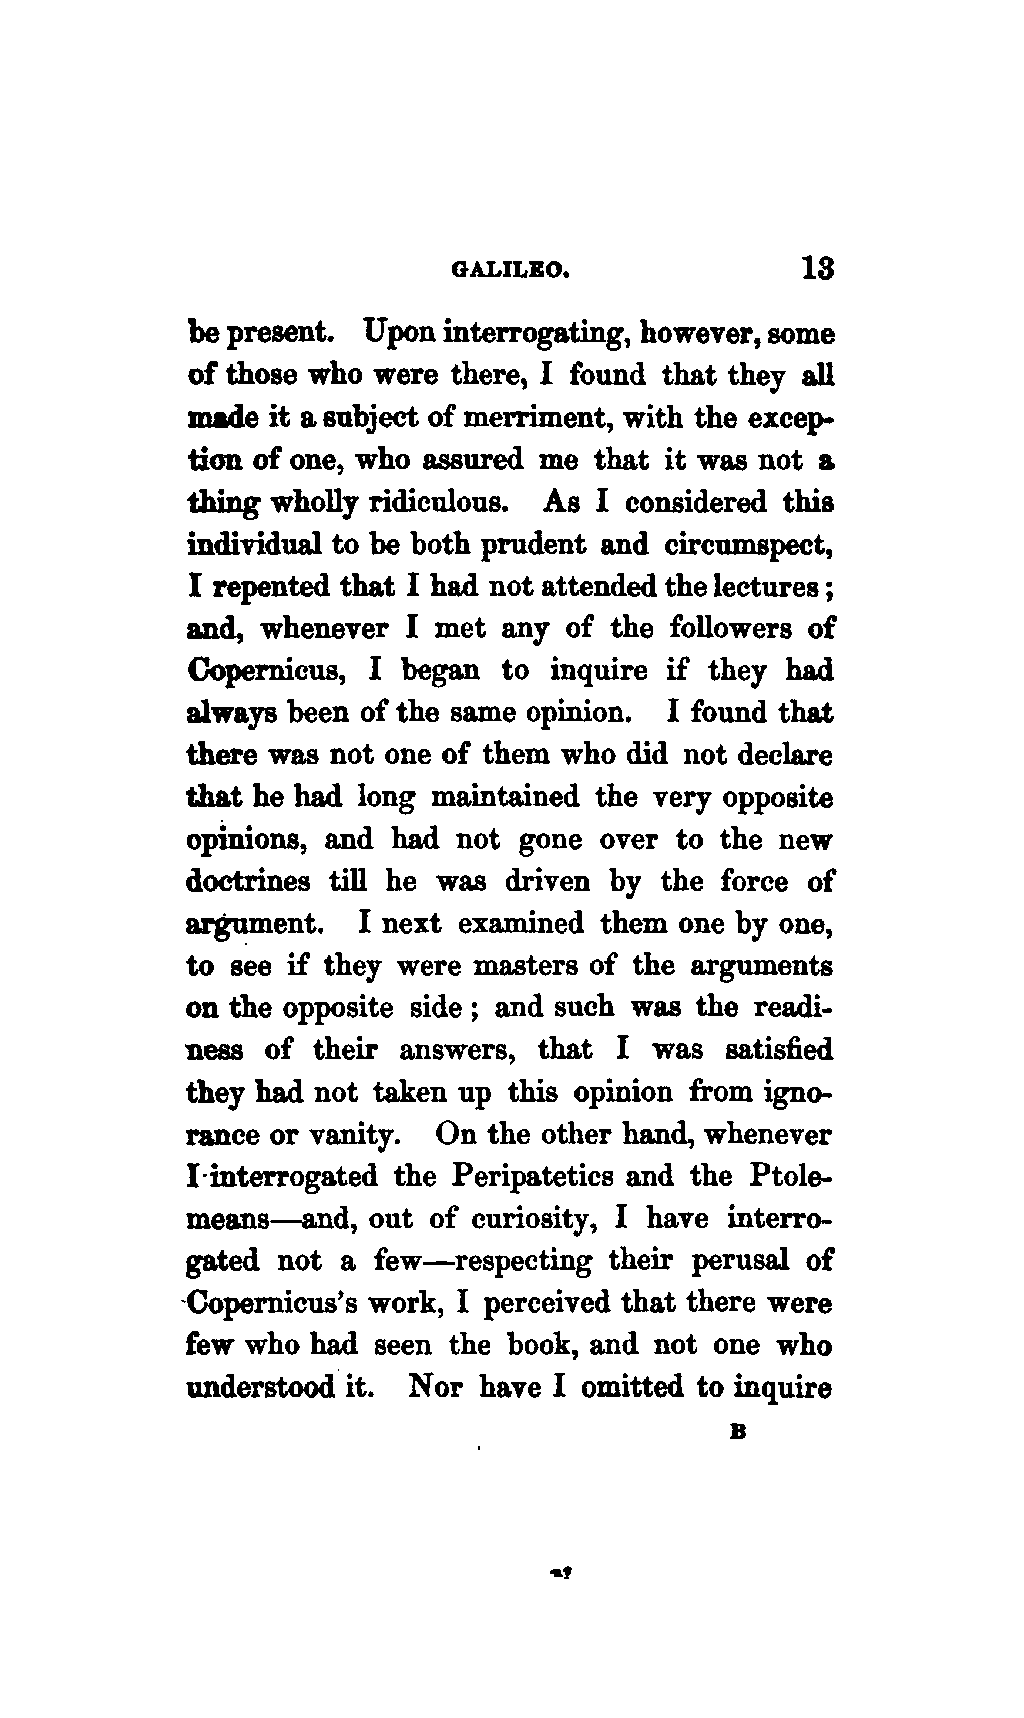 GALILEO. 13
be present. Upon interrogating, however, some
of those who were there, I found that they all
made it a subject of merriment, with the excep-
tion of one, who assured me that it was not a
thing wholly ridiculous. As I considered this
individual to be both prudent and circumspect,
I repented that I had not attended the lectures;
and, whenever I met any of the followers of
Copernicus, I began to inquire if they had
always been of the same opinion. I found that
there was not one of them who did not declare
that he had long maintained the very opposite
opinions, and had not gone over to the new
doctrines till he was driven by the force of
argument. I next examined them one by one,
to see if they were masters of the arguments
on the opposite side; and such was the readi-
ness of their answers, that I was satisfied
they had not taken up this opinion from igno-
rance or vanity. On the other hand, whenever
I interrogated the Peripatetics and the Ptole-
means—and, out of curiosity, I have interro-
gated not a few—respecting their perusal of
Copernicus's work, I perceived that there were
few who had seen the book, and not one who
understood it. Nor have I omitted to inquire
B